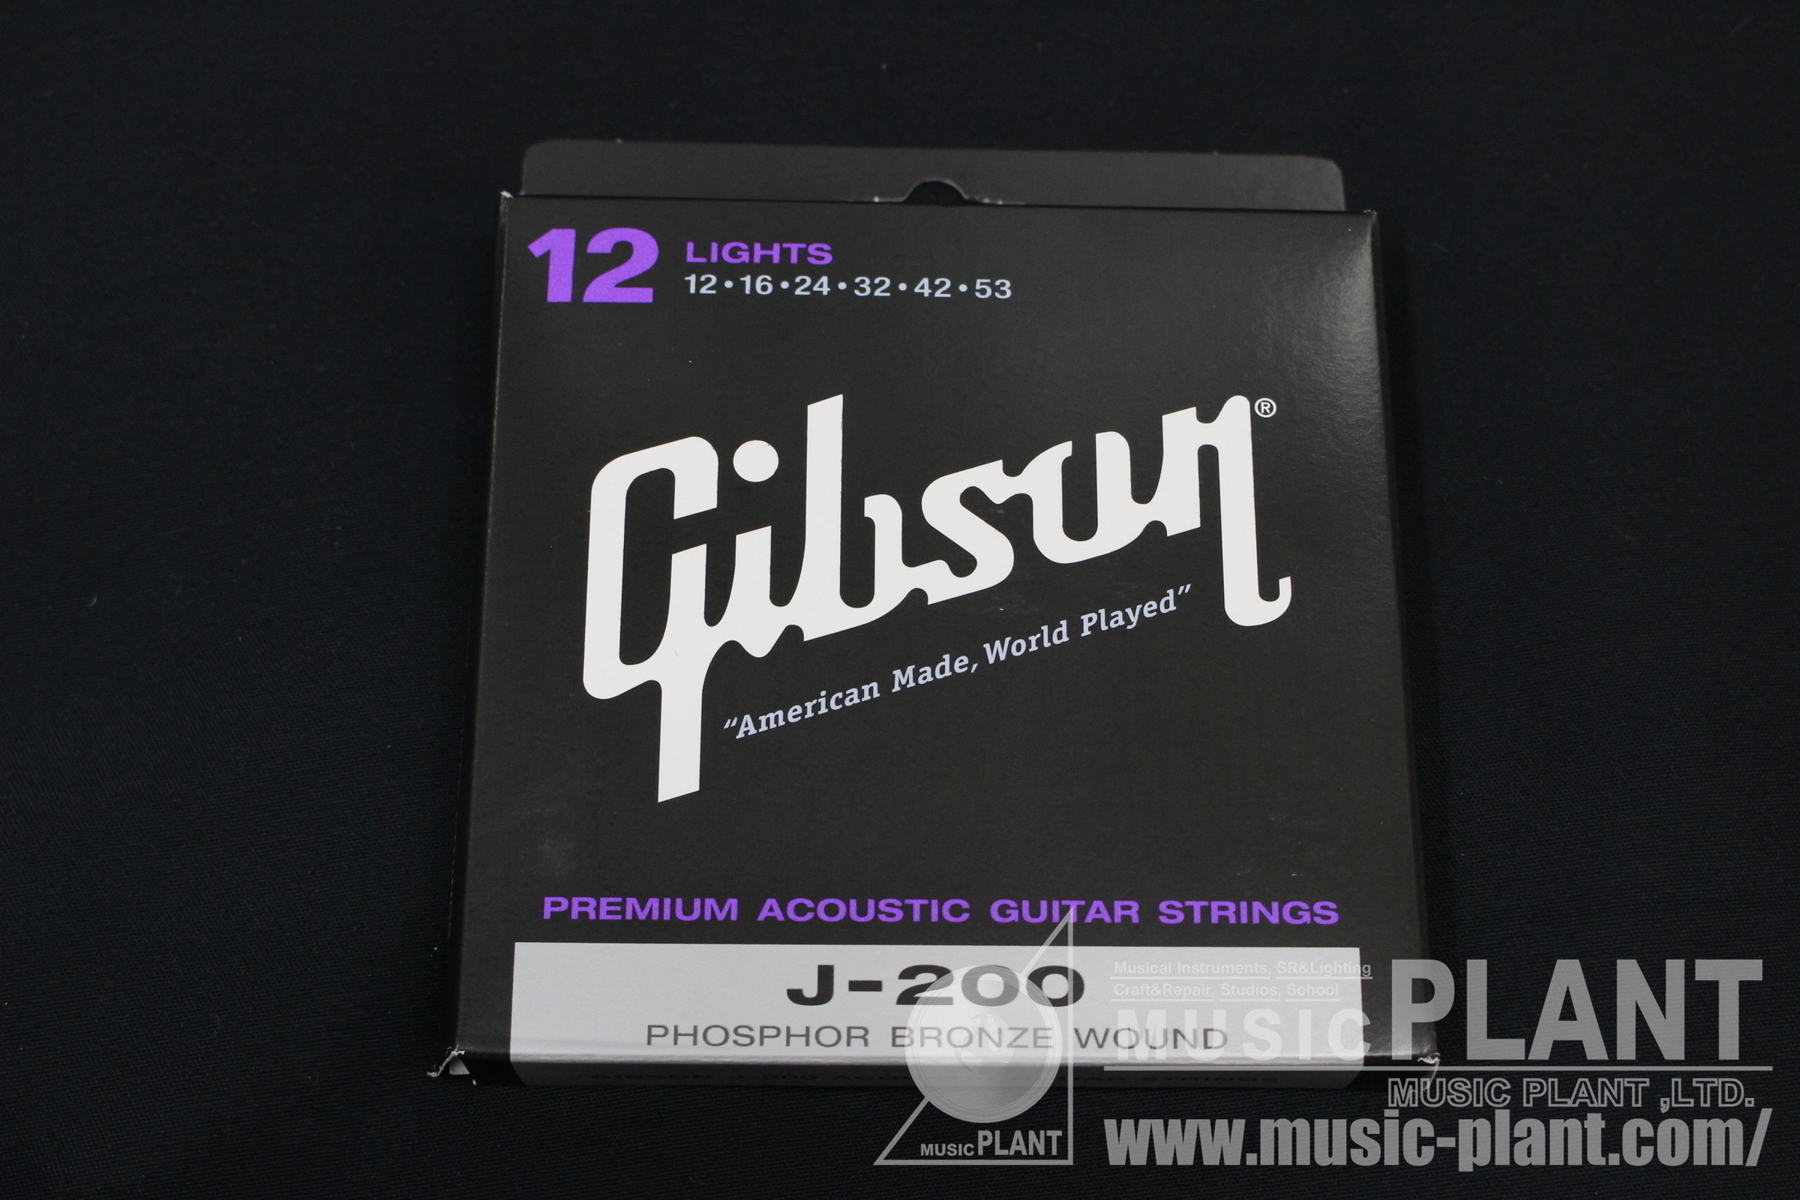 12 LIGHTS
12•16•24•32•42•53
Gibson®
“American Made, World Played”
PREMIUM ACOUSTIC GUITAR STRINGS
J-200
PHOSPHOR BRONZE WOUND
Musical Instruments, SR&Lighting
Craft&Repair, Studios, School
MUSIC PLANT
MUSIC PLANT ,LTD.
MUSIC PLANT
www.music-plant.com/